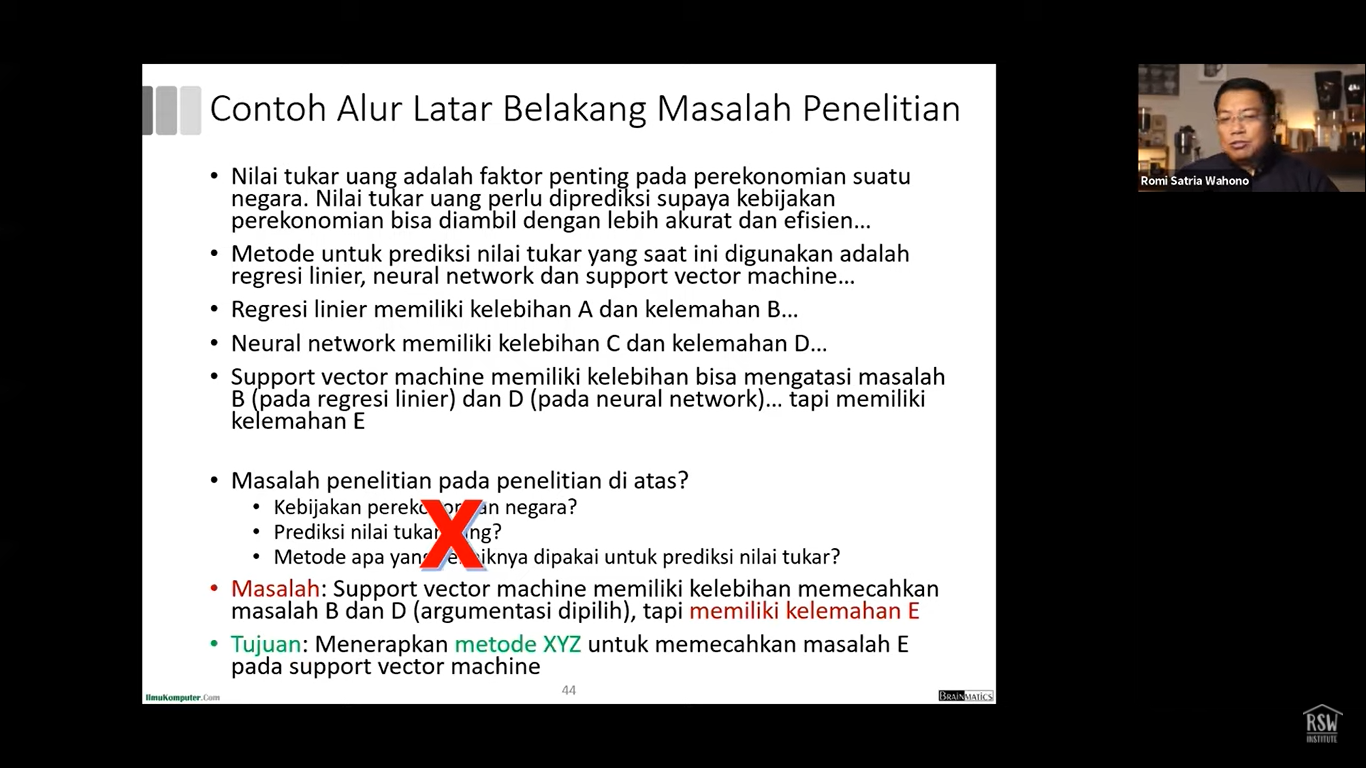 Contoh Alur Latar Belakang Masalah Penelitian
• Nilai tukar uang adalah faktor penting pada perekonomian suatu
negara. Nilai tukar uang perlu diprediksi supaya kebijakan
perekonomian bisa diambil dengan lebih akurat dan efisien…
• Metode untuk prediksi nilai tukar yang saat ini digunakan adalah
regresi linier, neural network dan support vector machine…
• Regresi linier memiliki kelebihan A dan kelemahan B…
• Neural network memiliki kelebihan C dan kelemahan D…
• Support vector machine memiliki kelebihan bisa mengatasi masalah
B (pada regresi linier) dan D (pada neural network)… tapi memiliki
kelemahan E
• Masalah penelitian pada penelitian di atas?
• Kebijakan negara?
• Prediksi nilai
• Metode apa dipakai untuk prediksi nilai tukar?
X
• Masalah: Support vector machine memiliki kelebihan memecahkan
masalah B dan D (argumentasi dipilih), tapi memiliki kelemahan E
• Tujuan: Menerapkan metode XYZ untuk memecahkan masalah E
pada support vector machine
IlmuKomputer.Com
44
BRAINMATICS
Romi Satria Wahono
RSW
INSTITUTE